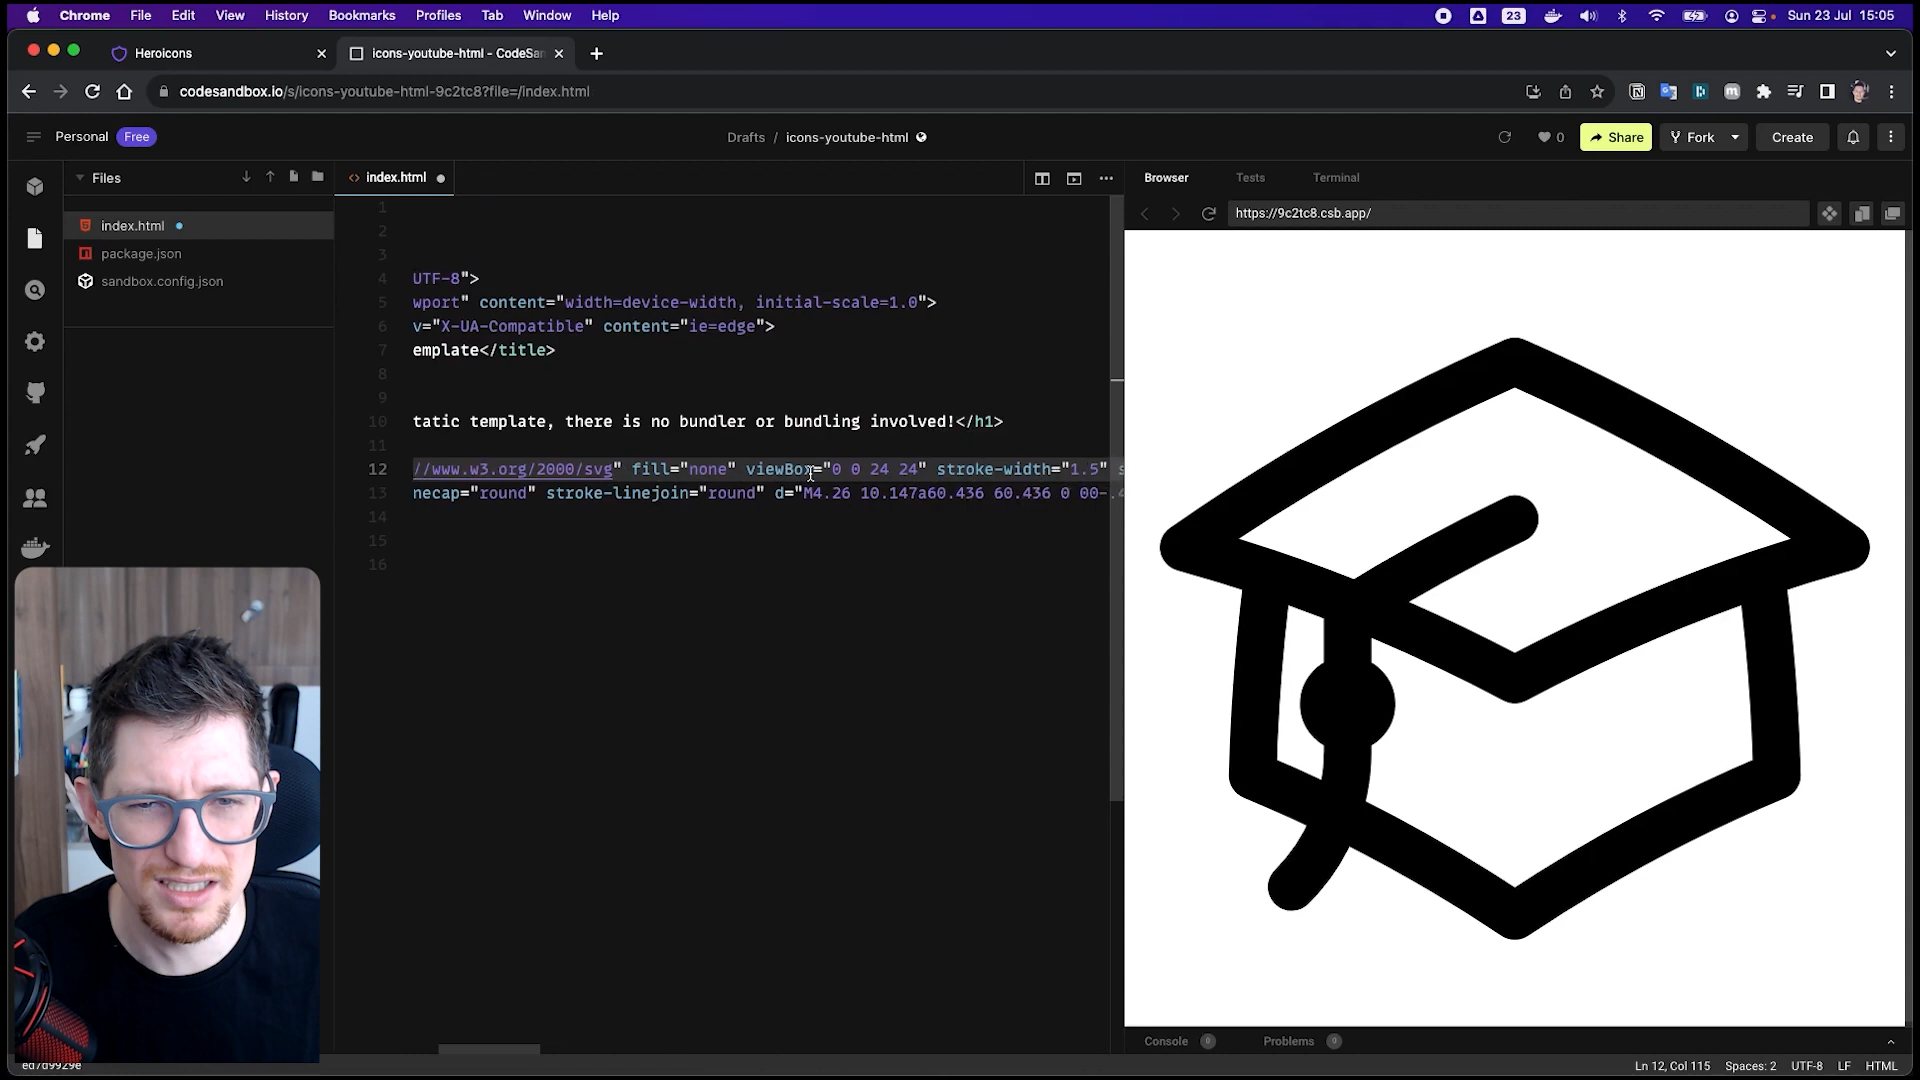 Chrome File Edit View History Bookmarks Profiles Tab Window Help 23 Sun 23 Jul 15:05
Heroicons icons-youtube-html - CodeSan
codesandbox.io/s/icons-youtube-html-9c2tc8?file=/index.html
Personal Free Drafts / icons-youtube-html 0 Share Fork Create
Files index.html Browser Tests Terminal
https://9c2tc8.csb.app/
index.html
package.json
sandbox.config.json
1
2
3
4 UTF-8">
5 wport" content="width=device-width, initial-scale=1.0">
6 v="X-UA-Compatible" content="ie=edge">
7 emplate</title>
8
9
10 tatic template, there is no bundler or bundling involved!</h1>
11
12 //www.w3.org/2000/svg" fill="none" viewBox="0 0 24 24" stroke-width="1.5" s
13 necap="round" stroke-linejoin="round" d="M4.26 10.147a60.436 60.436 0 00-.4
14
15
16
Console 0 Problems 0
ed7d9929e Ln 12, Col 115 Spaces: 2 UTF-8 LF HTML